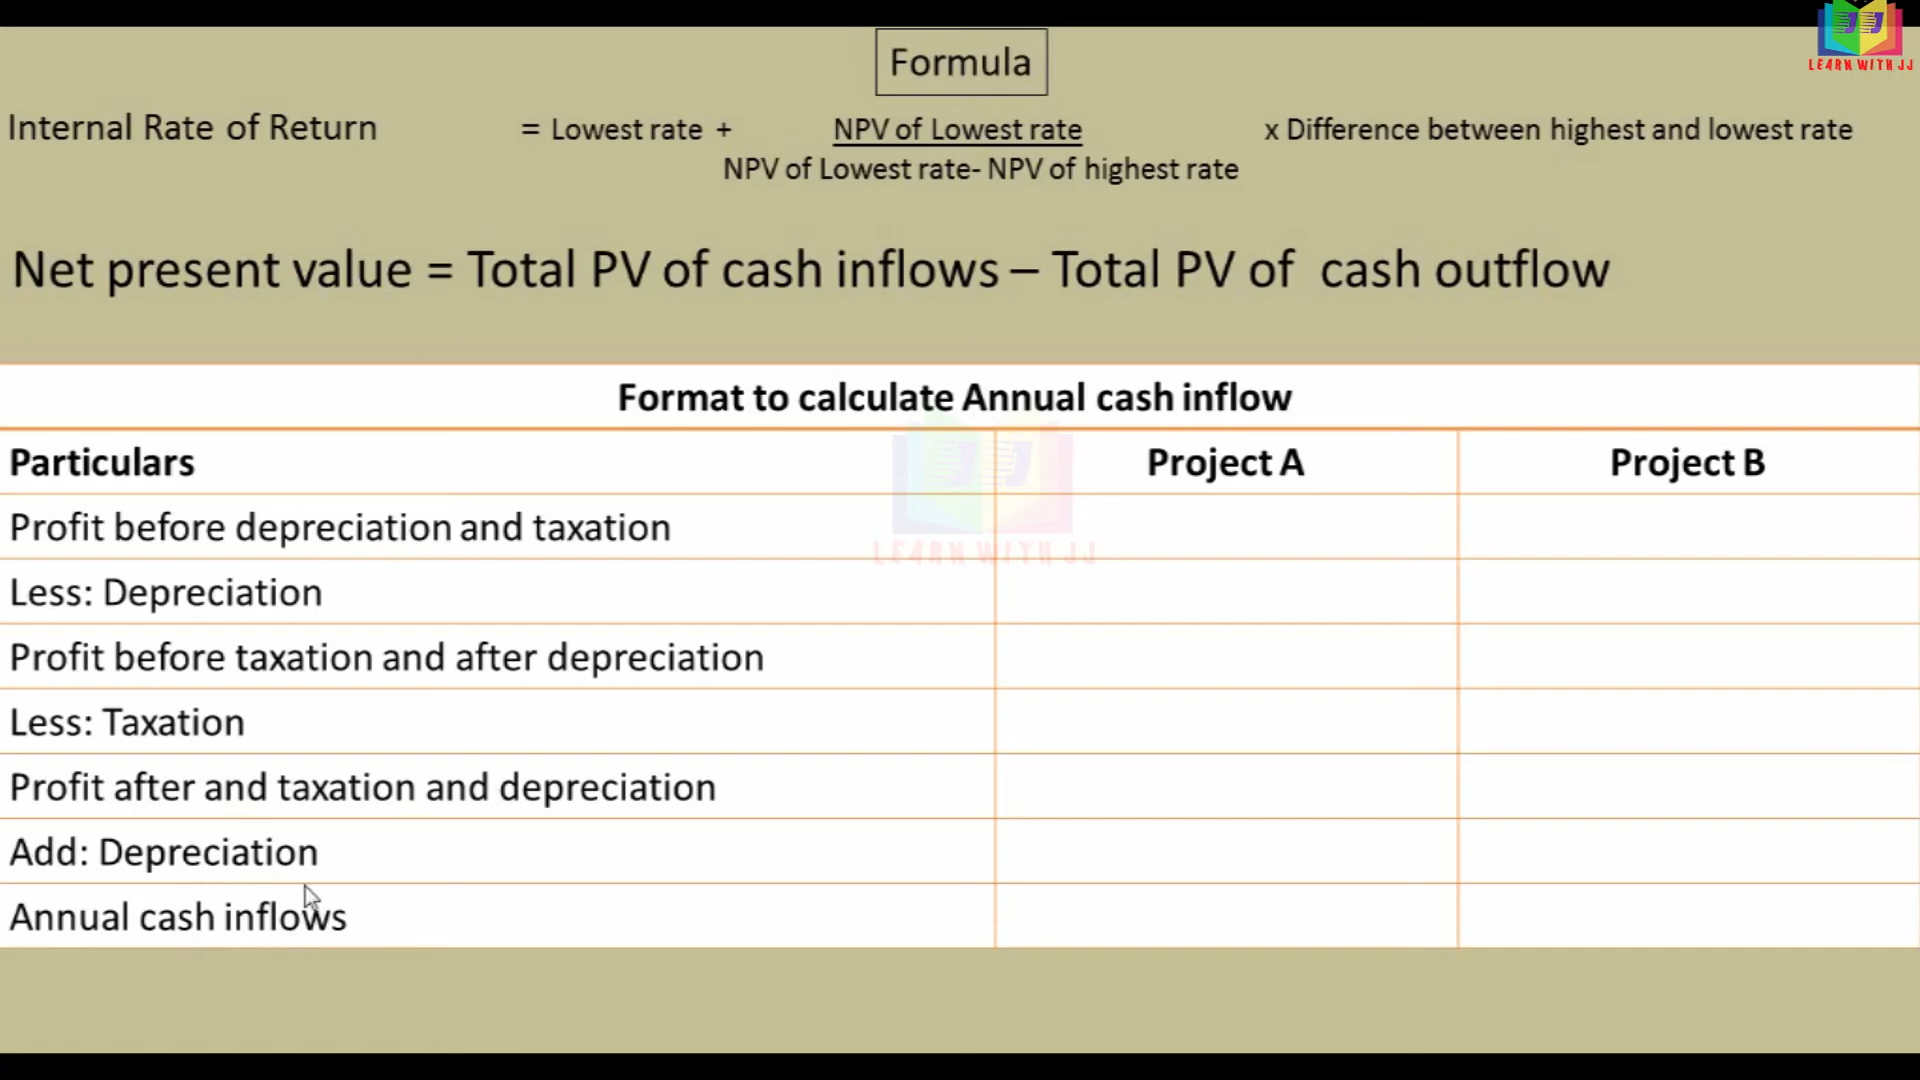 LEARN WITH JJ
Formula
Internal Rate of Return = Lowest rate + NPV of Lowest rate x Difference between highest and lowest rate
NPV of Lowest rate- NPV of highest rate
Net present value = Total PV of cash inflows – Total PV of cash outflow
Format to calculate Annual cash inflow
Particulars Project A Project B
Profit before depreciation and taxation
LEARN WITH JJ
Less: Depreciation
Profit before taxation and after depreciation
Less: Taxation
Profit after and taxation and depreciation
Add: Depreciation
Annual cash inflows